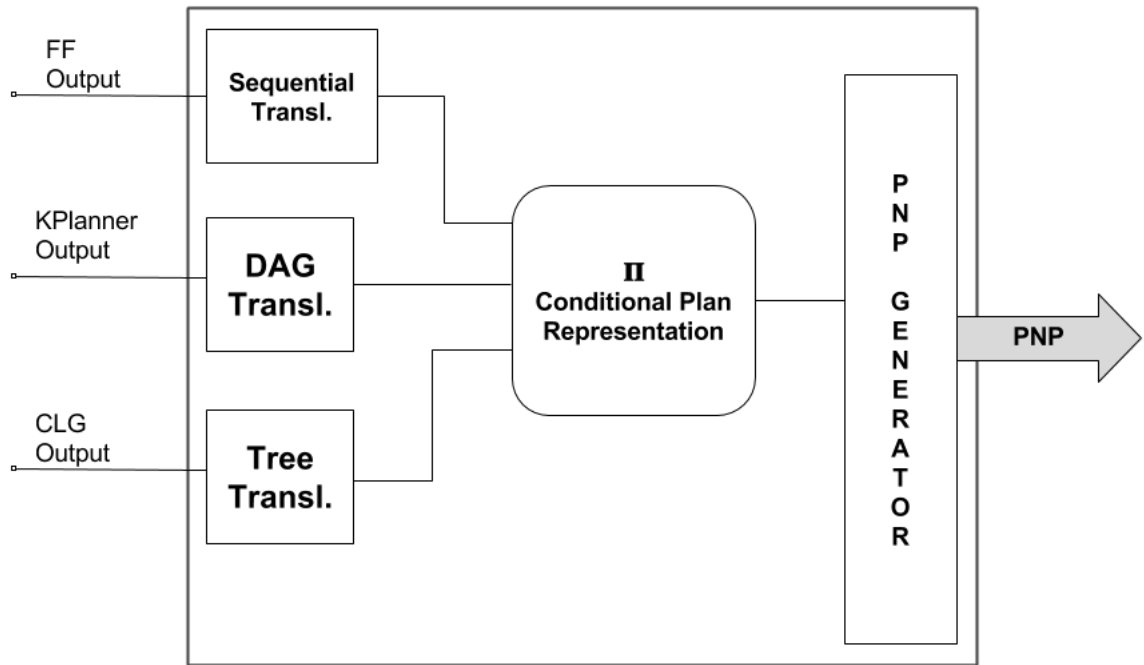 FF
Output
Sequential
Transl.
KPlanner
Output
DAG
Transl.
CLG
Output
Tree
Transl.
Π
Conditional Plan
Representation
P
N
P
G
E
N
E
R
A
T
O
R
PNP